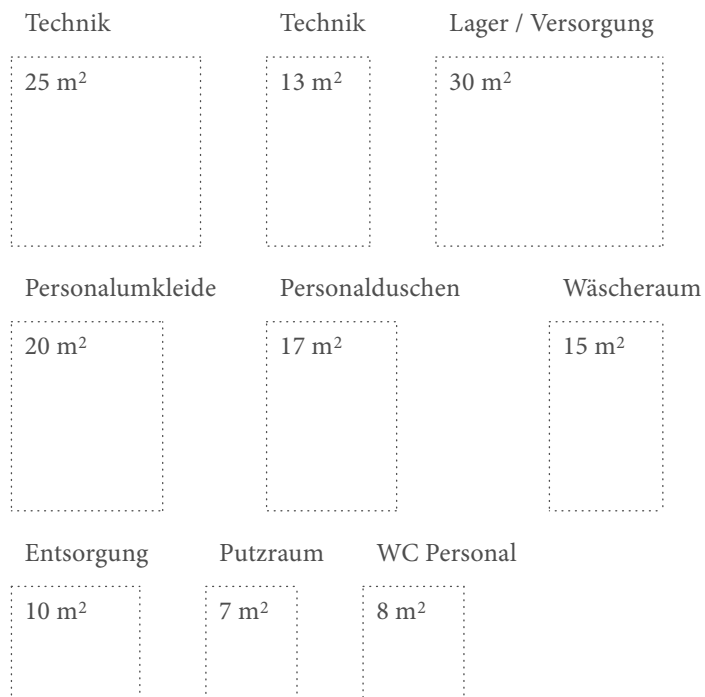 Technik Technik Lager / Versorgung
25 m² 13 m² 30 m²
Personalumkleide Personalduschen Wäscheraum
20 m² 17 m² 15 m²
Entsorgung Putzraum WC Personal
10 m² 7 m² 8 m²